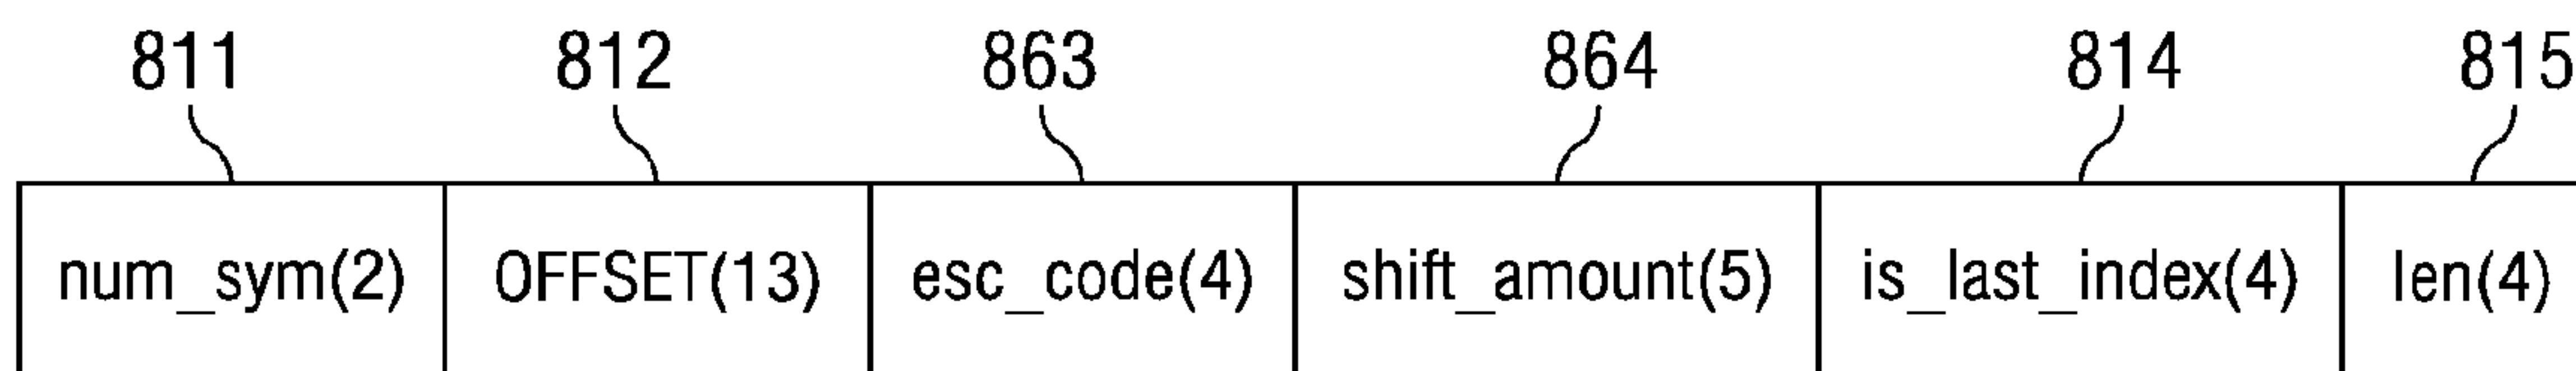 811 812 863 864 814 815
num_sym(2) OFFSET(13) esc_code(4) shift_amount(5) is_last_index(4) len(4)